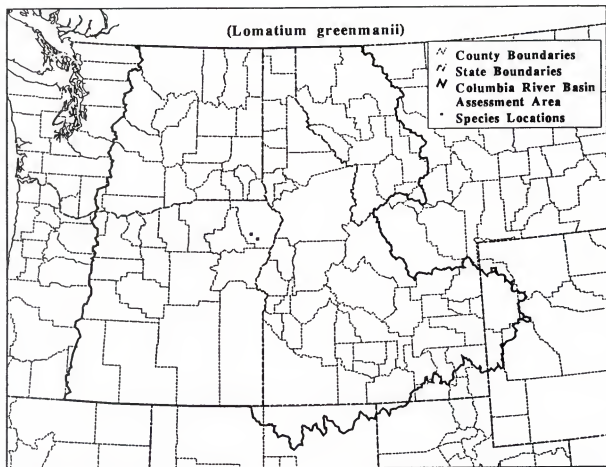 (Lomatium greenmanii)
County Boundaries
State Boundaries
Columbia River Basin
Assessment Area
Species Locations